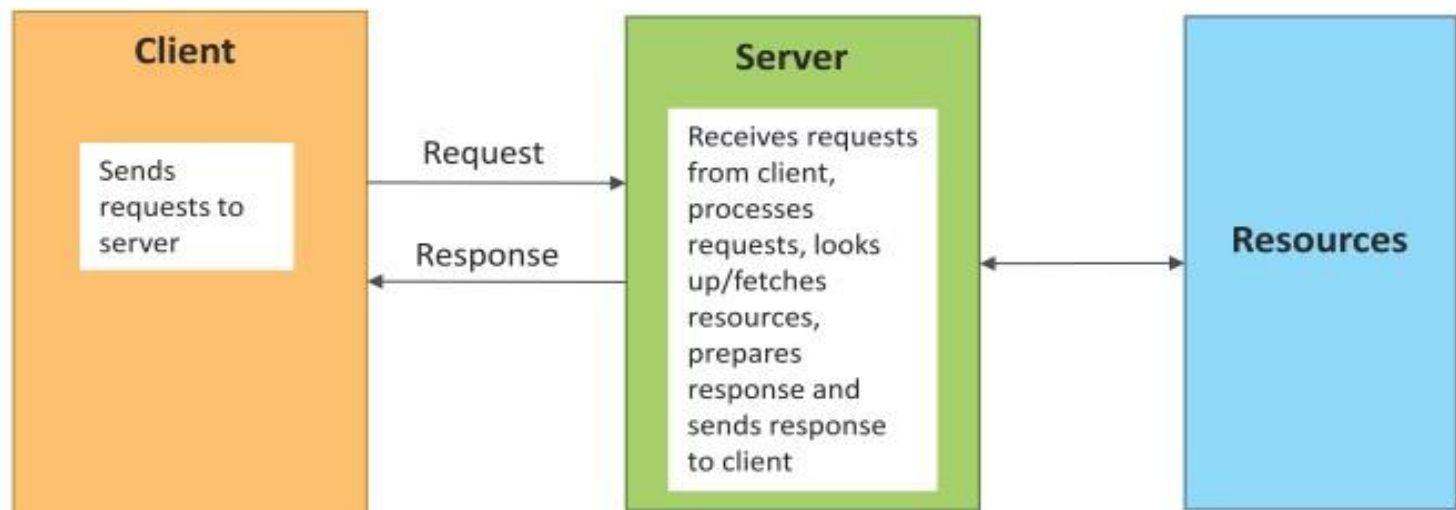 Client
Sends
requests to
server
Request
Response
Server
Receives requests
from client,
processes
requests, looks
up/fetches
resources,
prepares
response and
sends response
to client
Resources